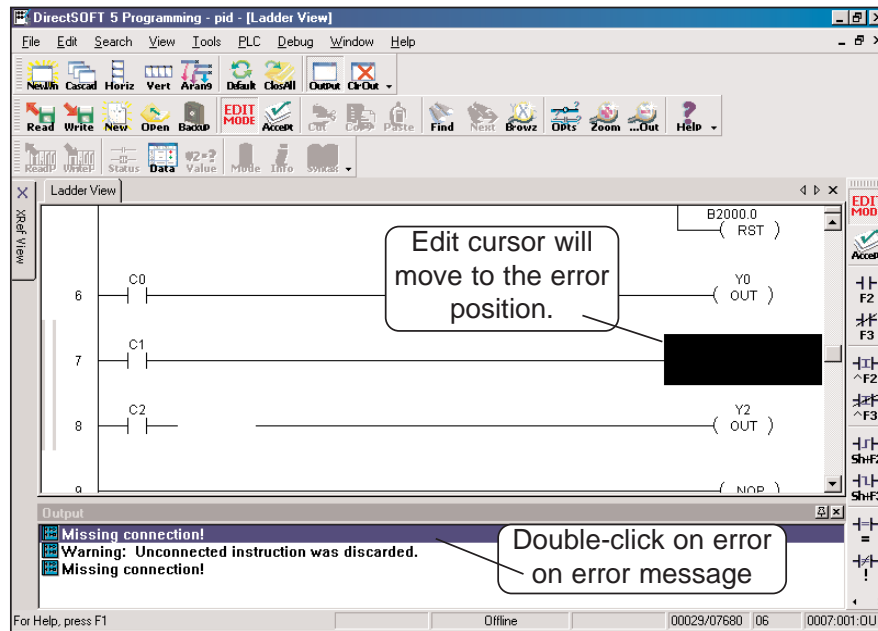 DirectSOFT 5 Programming - pid - [Ladder View]
File Edit Search View Tools PLC Debug Window Help
NewWin Cascad Horiz Vert Arang Default ClosAll Output ClrOut
Read Write New Open Backup EDIT MODE Accept Cut Copy Paste Find Next Browz Opts Zoom ...Out Help
ReadP WriteP Status Data Value Mode Info Syntax
XRef View
Ladder View
B2000.0
( RST )
Edit cursor will
move to the error
position.
C0 Y0
6 ( OUT )
C1
7
C2 Y2
8 ( OUT )
9 ( NOP )
EDIT
MOD
Accep
F2
F3
^F2
^F3
Sh+F2
Sh+F3
=
!
Output
Missing connection!
Warning: Unconnected instruction was discarded.
Missing connection!
Double-click on error
on error message
For Help, press F1 Offline 00029/07680 06 0007:001:OU